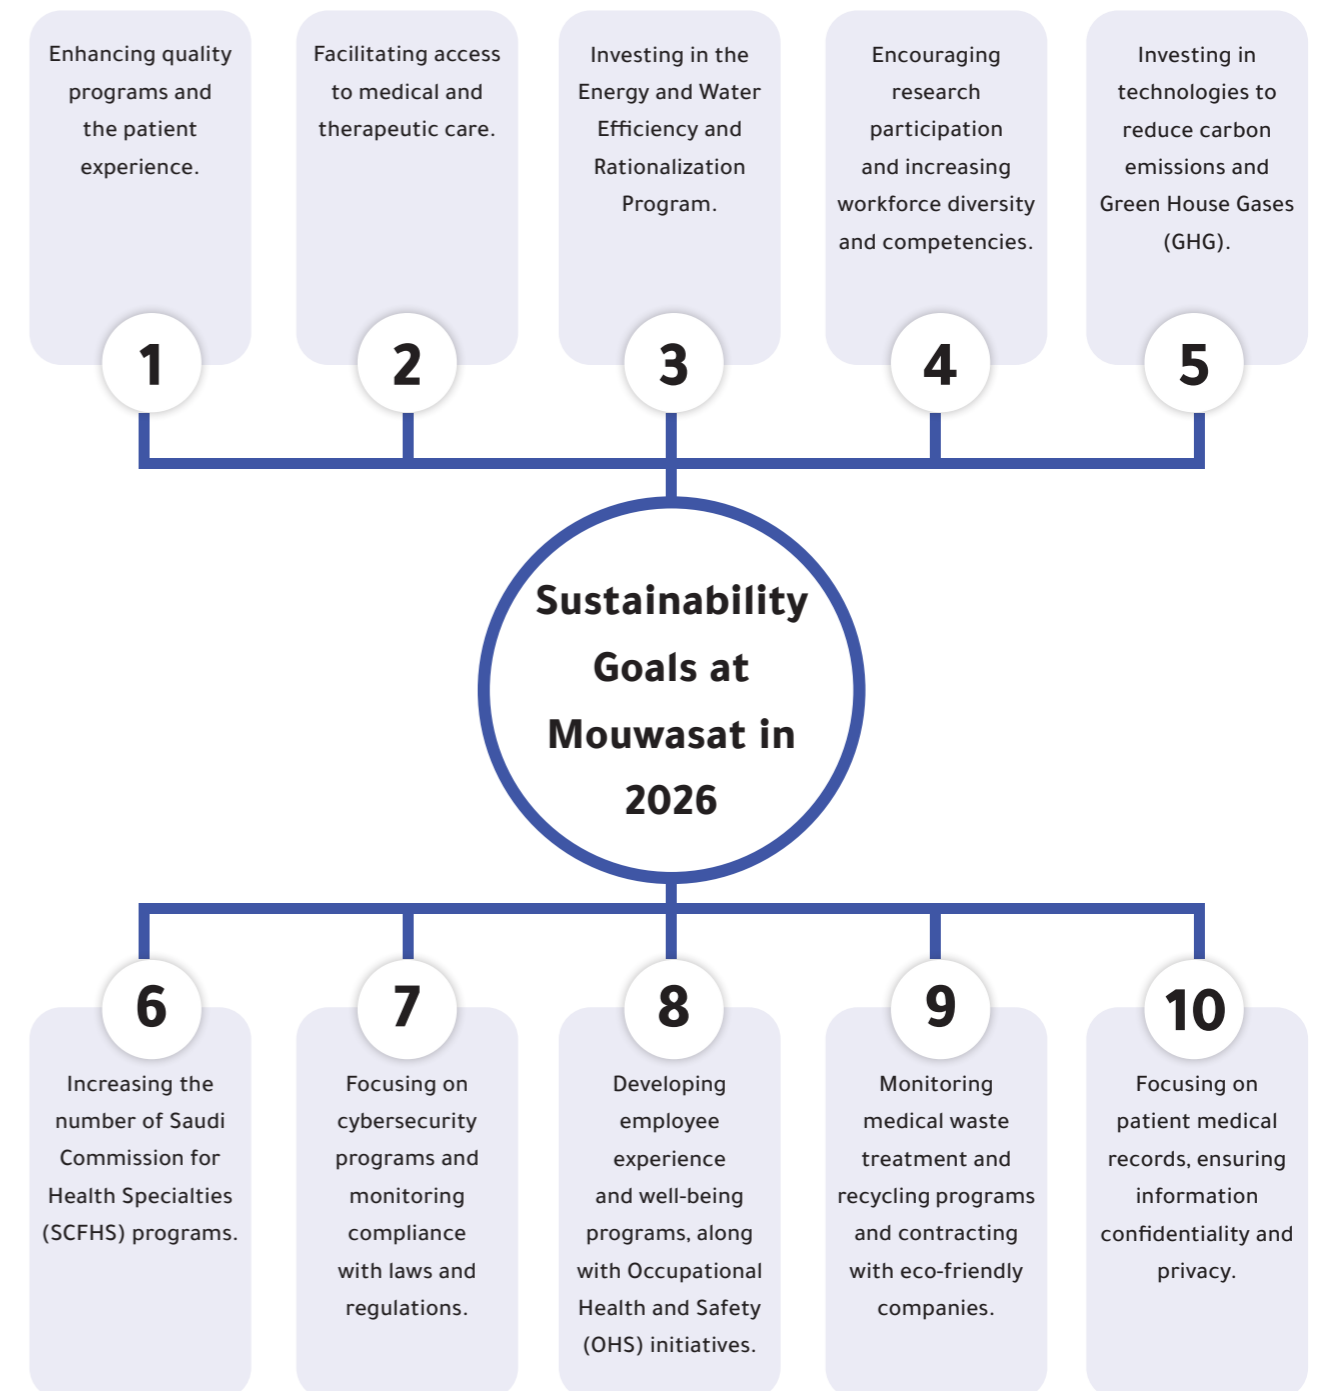 Enhancing quality
programs and
the patient
experience.
1
Facilitating access
to medical and
therapeutic care.
2
Investing in the
Energy and Water
Efficiency and
Rationalization
Program.
3
Encouraging
research
participation
and increasing
workforce diversity
and competencies.
4
Investing in
technologies to
reduce carbon
emissions and
Green House Gases
(GHG).
5
Sustainability
Goals at
Mouwasat in
2026
6
Increasing the
number of Saudi
Commission for
Health Specialties
(SCFHS) programs.
7
Focusing on
cybersecurity
programs and
monitoring
compliance
with laws and
regulations.
8
Developing
employee
experience
and well-being
programs, along
with Occupational
Health and Safety
(OHS) initiatives.
9
Monitoring
medical waste
treatment and
recycling programs
and contracting
with eco-friendly
companies.
10
Focusing on
patient medical
records, ensuring
information
confidentiality and
privacy.